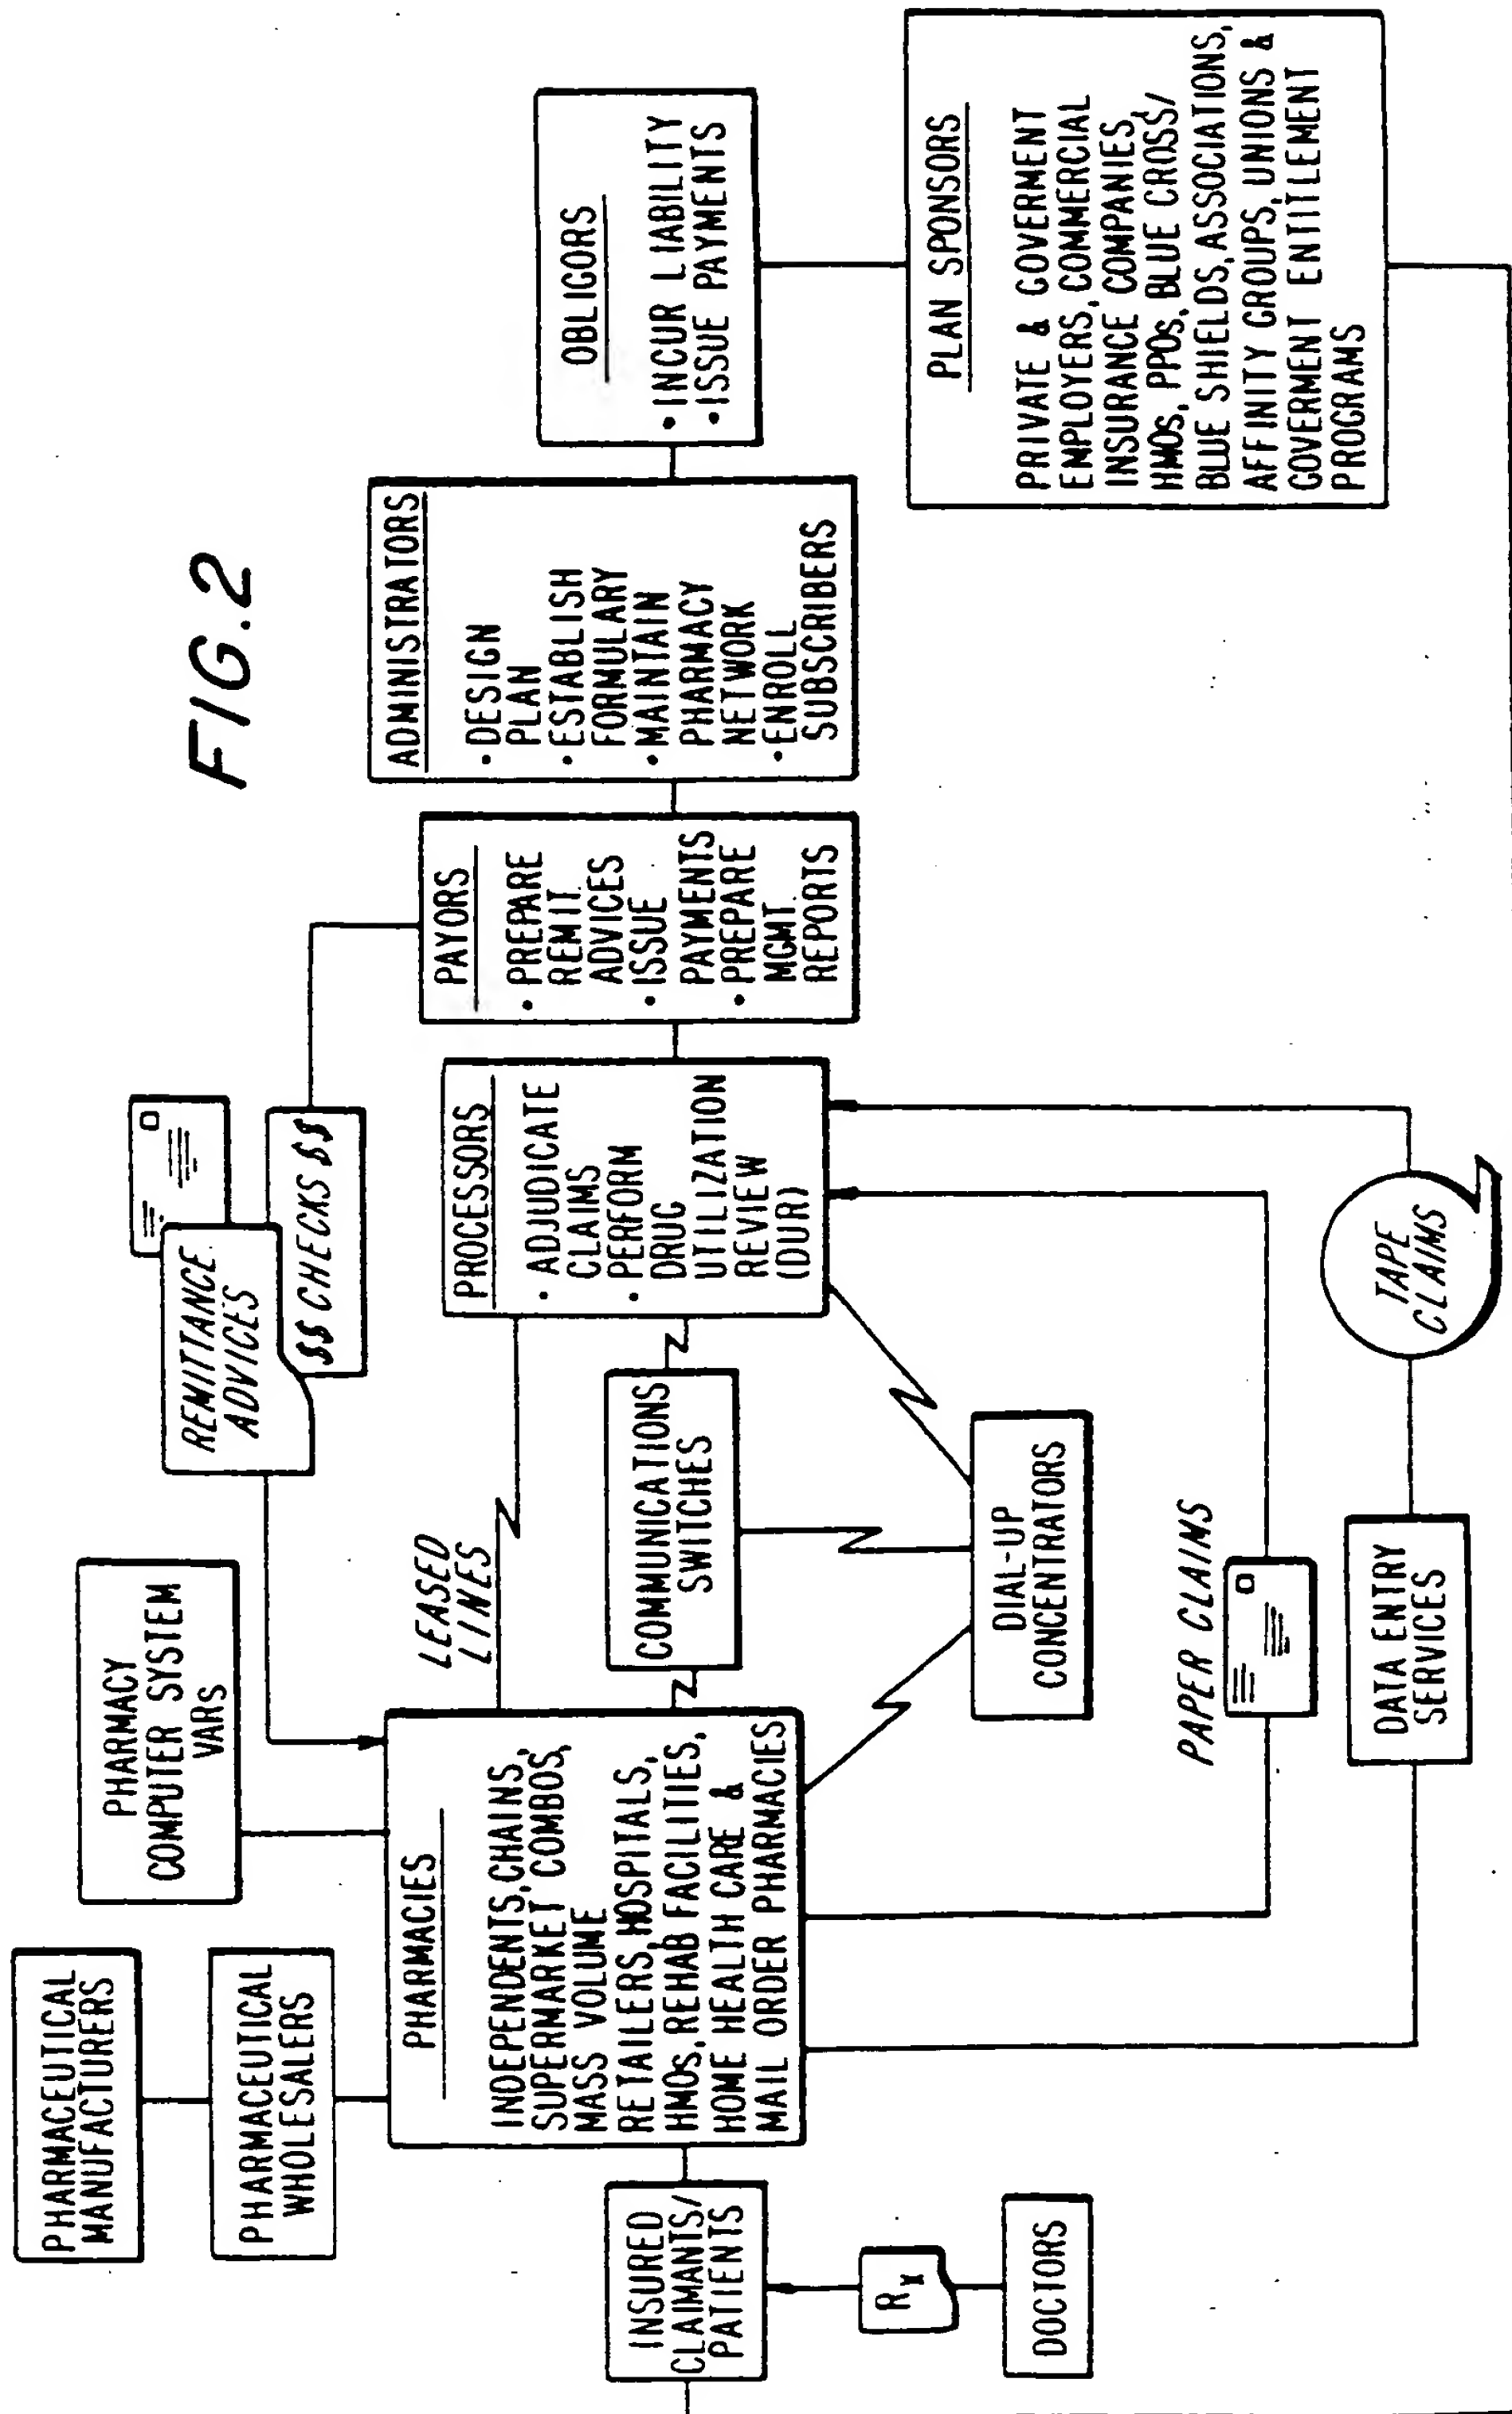 FIG.2
PHARMACEUTICAL
MANUFACTURERS
PHARMACEUTICAL
WHOLESALERS
PHARMACY
COMPUTER SYSTEM
VARS
REMITTANCE
ADVICES
$$ CHECKS $$
PHARMACIES
INDEPENDENTS, CHAINS,
SUPERMARKET COMBOS,
MASS VOLUME
RETAILERS, HOSPITALS,
HMOs, REHAB FACILITIES,
HOME HEALTH CARE &
MAIL ORDER PHARMACIES
INSURED
CLAIMANTS/
PATIENTS
Rx
DOCTORS
LEASED
LINES
COMMUNICATIONS
SWITCHES
DIAL-UP
CONCENTRATORS
PAPER CLAIMS
DATA ENTRY
SERVICES
TAPE
CLAIMS
PROCESSORS
• ADJUDICATE
CLAIMS
• PERFORM
DRUG
UTILIZATION
REVIEW
(DUR)
PAYORS
• PREPARE
REMIT.
ADVICES
• ISSUE
PAYMENTS
• PREPARE
MGMT.
REPORTS
ADMINISTRATORS
• DESIGN
PLAN
• ESTABLISH
FORMULARY
• MAINTAIN
PHARMACY
NETWORK
• ENROLL
SUBSCRIBERS
OBLIGORS
• INCUR LIABILITY
• ISSUE PAYMENTS
PLAN SPONSORS
PRIVATE & GOVERMENT
EMPLOYERS, COMMERCIAL
INSURANCE COMPANIES,
HMOs, PPOs, BLUE CROSS/
BLUE SHIELDS, ASSOCIATIONS,
AFFINITY GROUPS, UNIONS &
GOVERMENT ENTITLEMENT
PROGRAMS